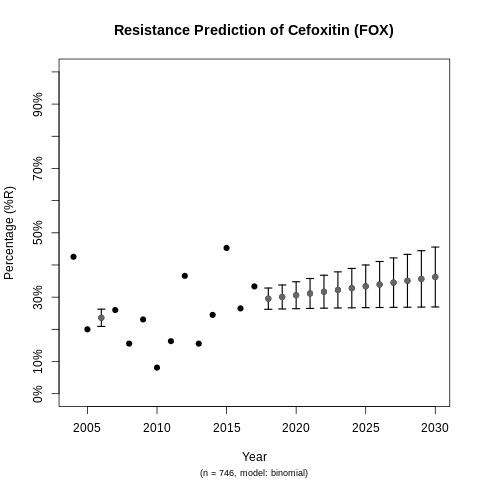 Resistance Prediction of Cefoxitin (FOX)
Percentage (%R)
90%
70%
50%
30%
10%
0%
2005 2010 2015 2020 2025 2030
Year
(n = 746, model: binomial)